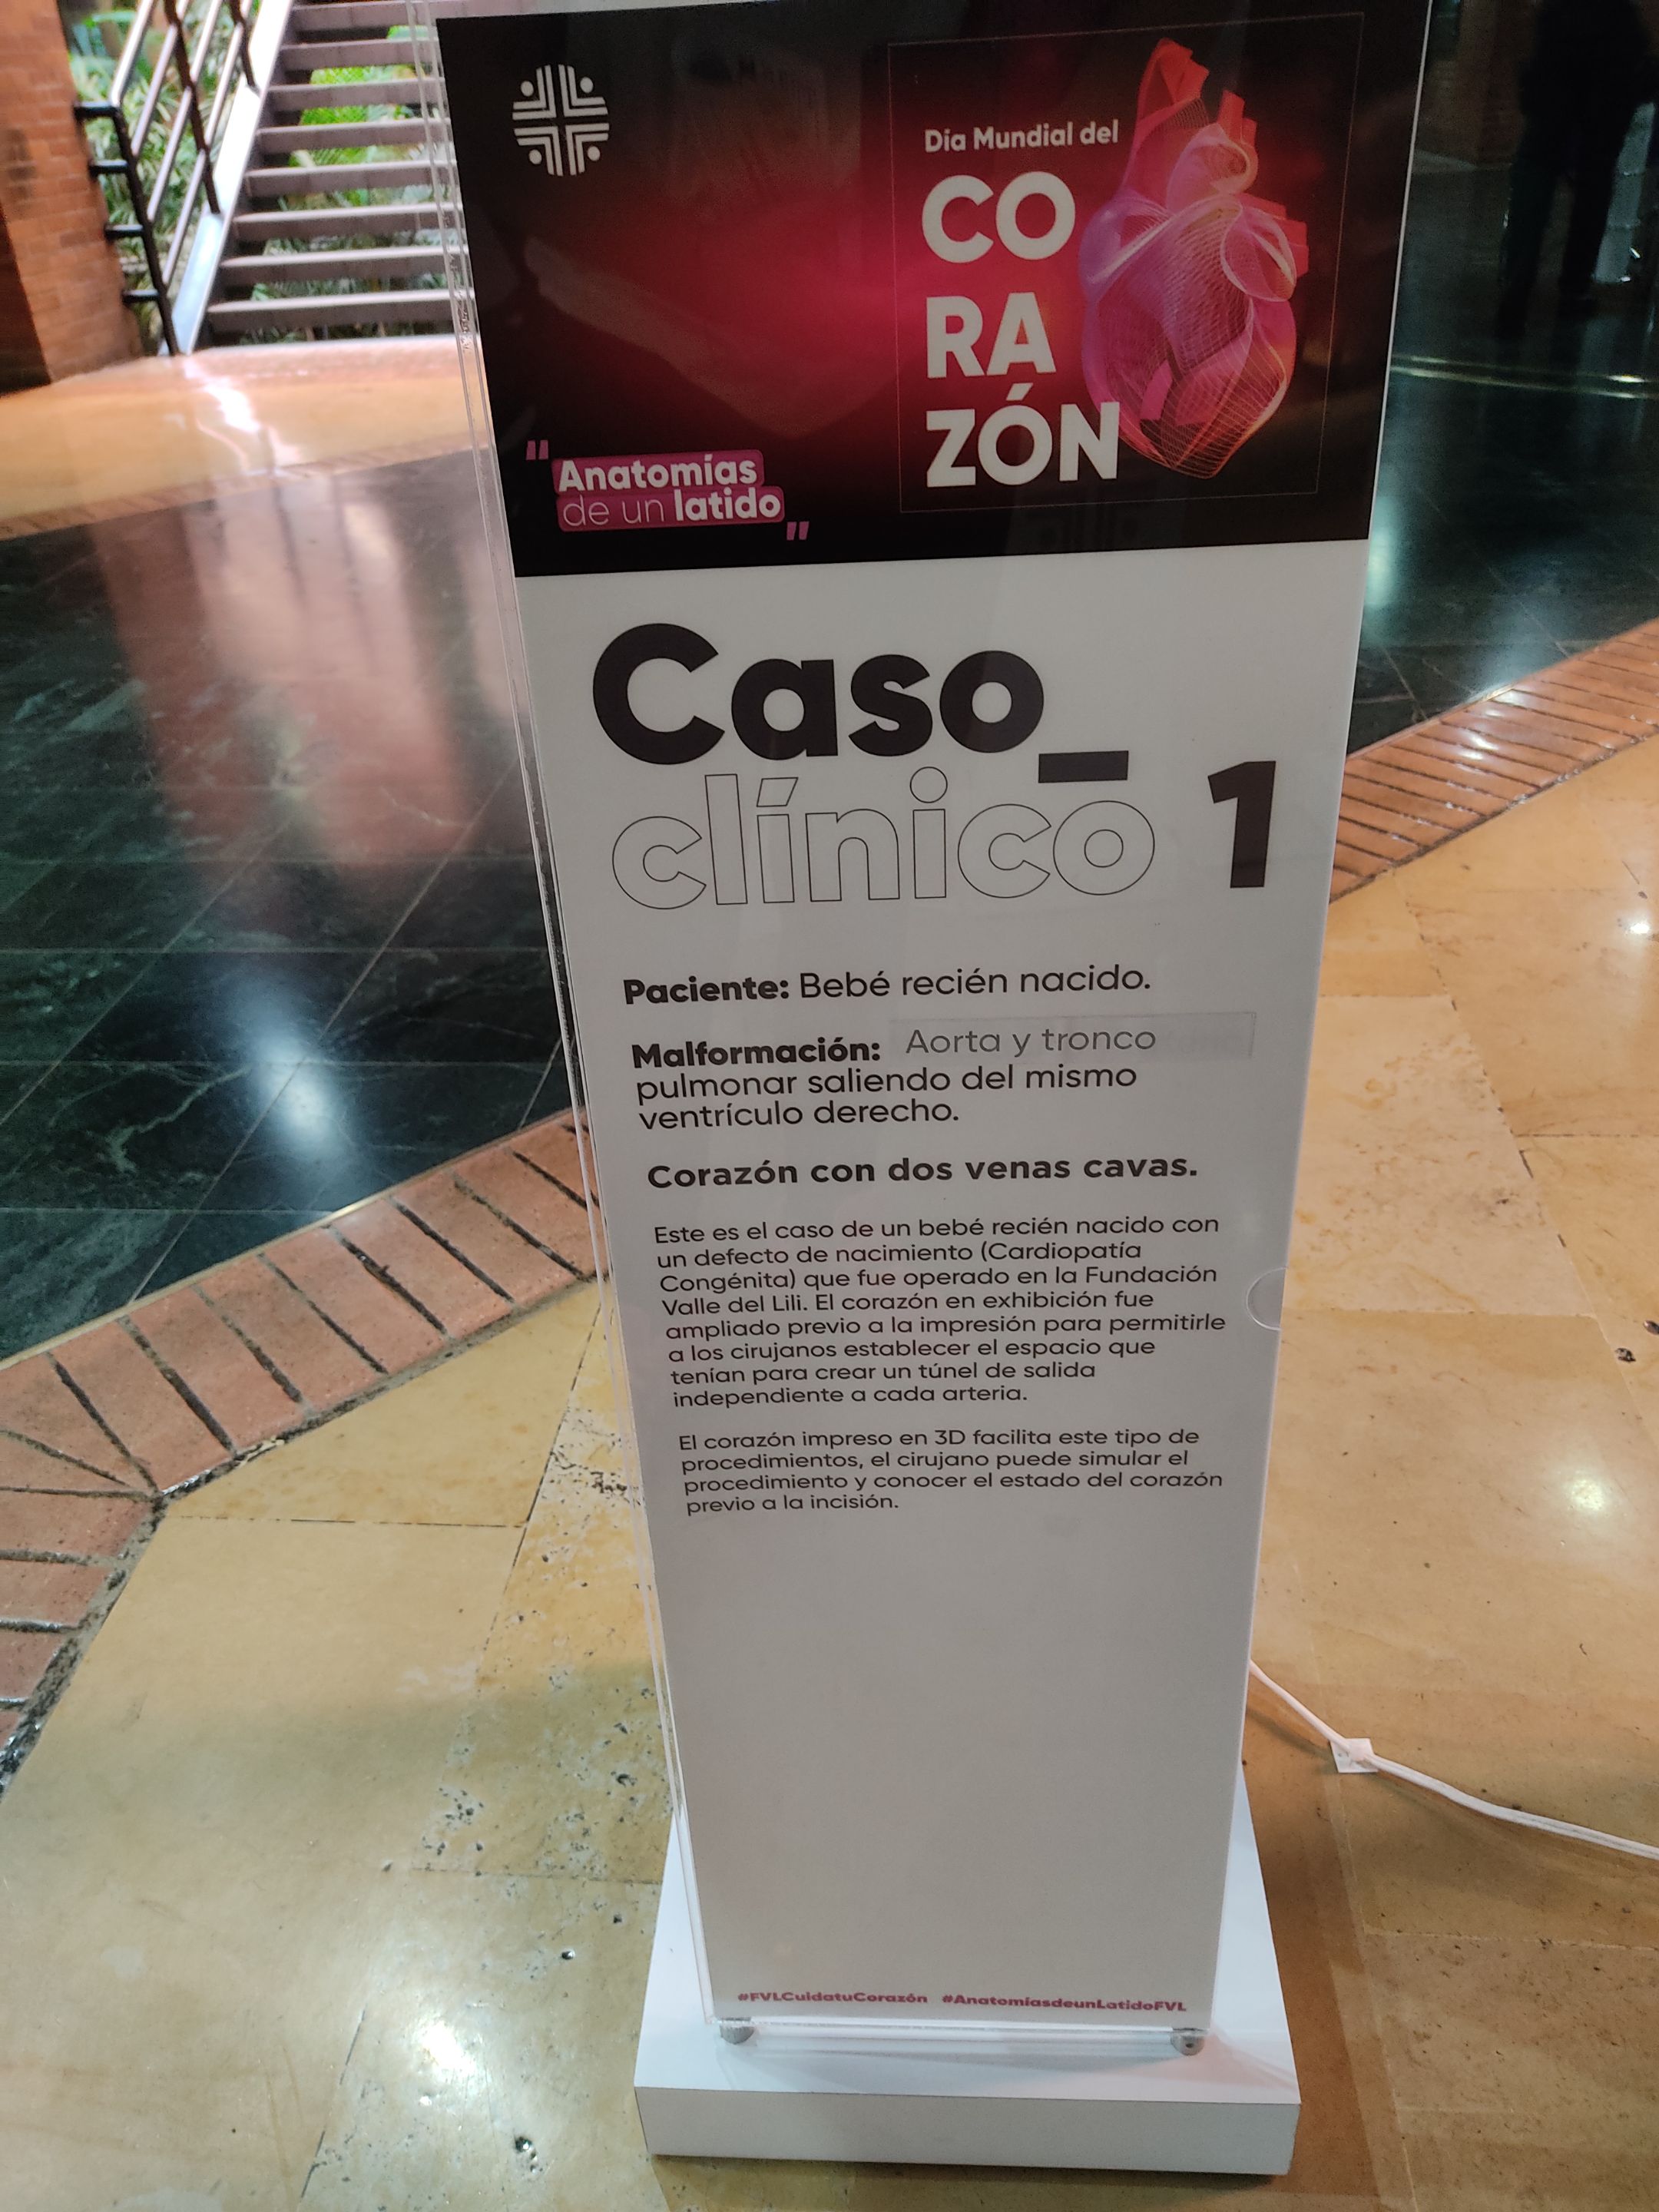 Día Mundial del
CO
RA
ZÓN
"Anatomías
de un latido"
Caso_
clínico 1
Paciente: Bebé recién nacido.
Malformación: Aorta y tronco
pulmonar saliendo del mismo
ventrículo derecho.
Corazón con dos venas cavas.
Este es el caso de un bebé recién nacido con
un defecto de nacimiento (Cardiopatía
Congénita) que fue operado en la Fundación
Valle del Lili. El corazón en exhibición fue
ampliado previo a la impresión para permitirle
a los cirujanos establecer el espacio que
tenían para crear un túnel de salida
independiente a cada arteria.
El corazón impreso en 3D facilita este tipo de
procedimientos, el cirujano puede simular el
procedimiento y conocer el estado del corazón
previo a la incisión.
#FVLCuidatuCorazón #AnatomíasdeunLatidoFVL